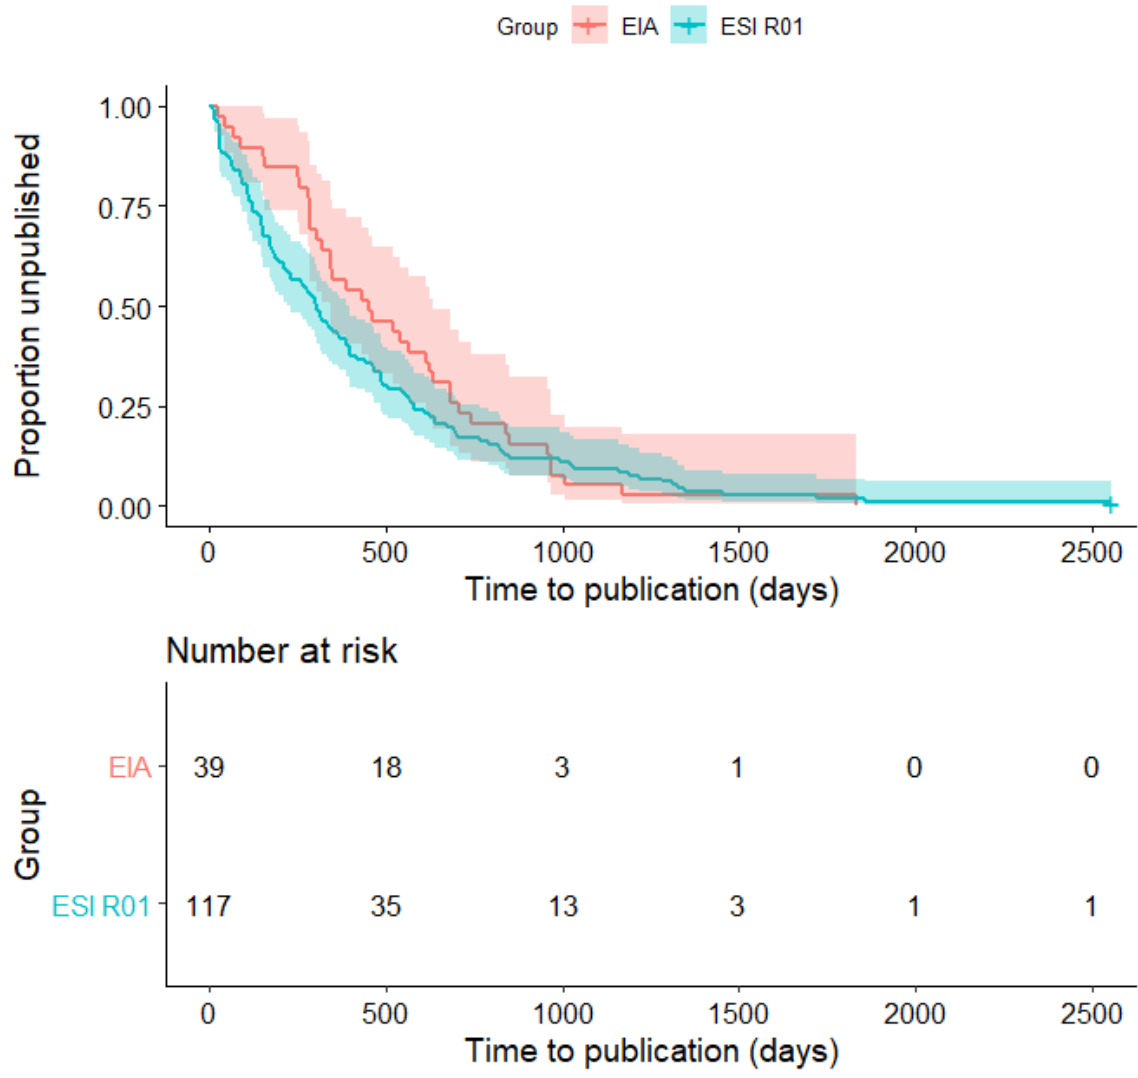 Group EIA ESI R01
Proportion unpublished
1.00
0.75
0.50
0.25
0.00
0 500 1000 1500 2000 2500
Time to publication (days)
Number at risk
Group
EIA 39 18 3 1 0 0
ESI R01 117 35 13 3 1 1
0 500 1000 1500 2000 2500
Time to publication (days)